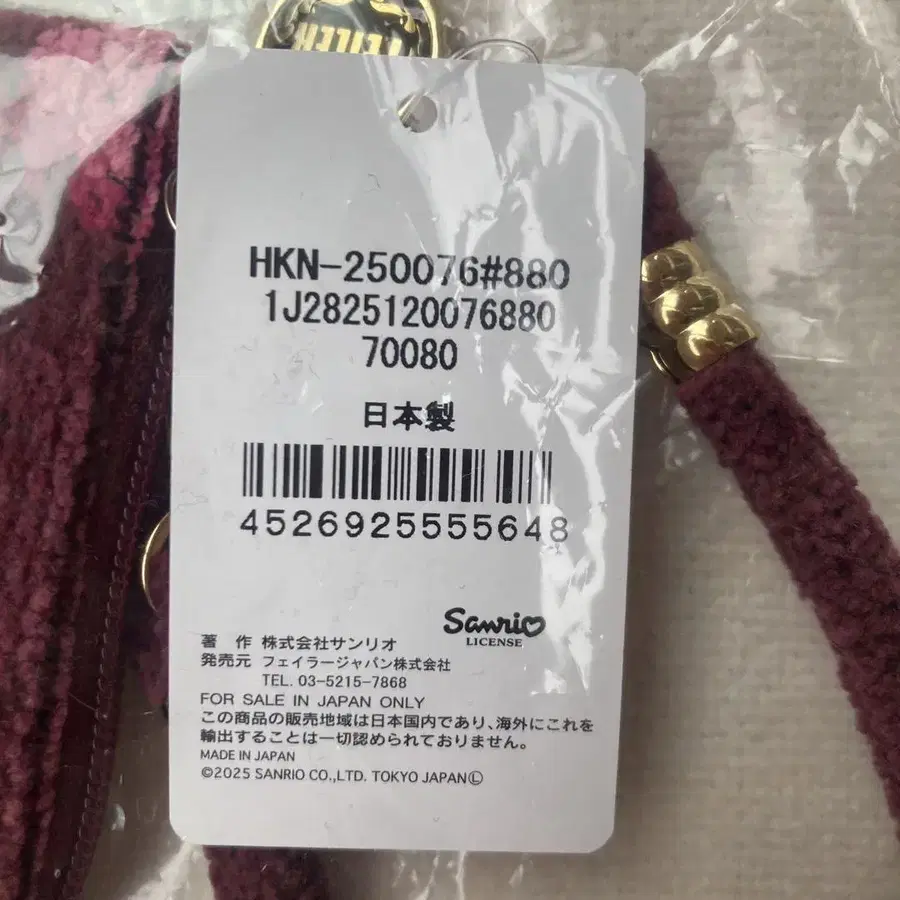 FEILER
HKN-250076#880
1J2825120076880
70080
日本製
4526925555648
Sanrio
LICENSE
著 作 株式会社サンリオ
発売元 フェイラージャパン株式会社
TEL. 03-5215-7868
FOR SALE IN JAPAN ONLY
この商品の販売地域は日本国内であり、海外にこれを
輸出することは一切認められておりません。
MADE IN JAPAN
©2025 SANRIO CO.,LTD. TOKYO JAPANⓁ